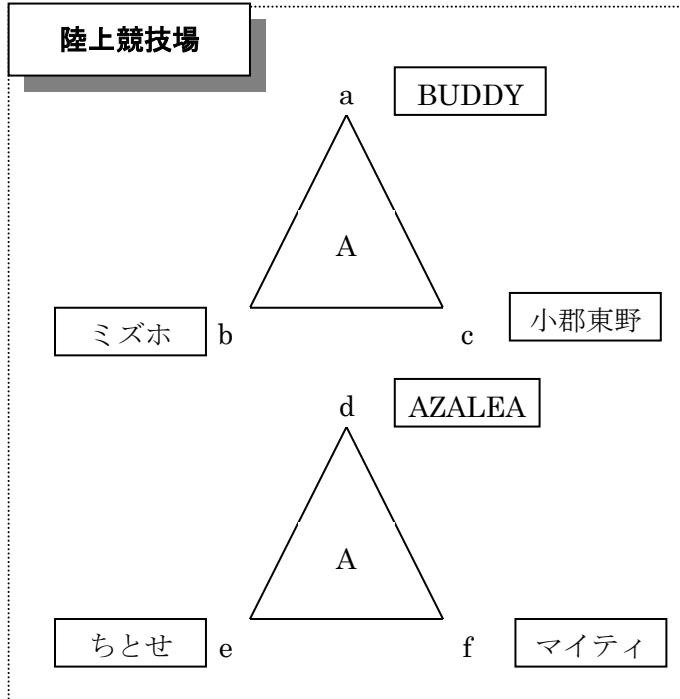 陸上競技場
a BUDDY
A
ミズホ b c 小郡東野
d AZALEA
A
ちとせ e f マイティ